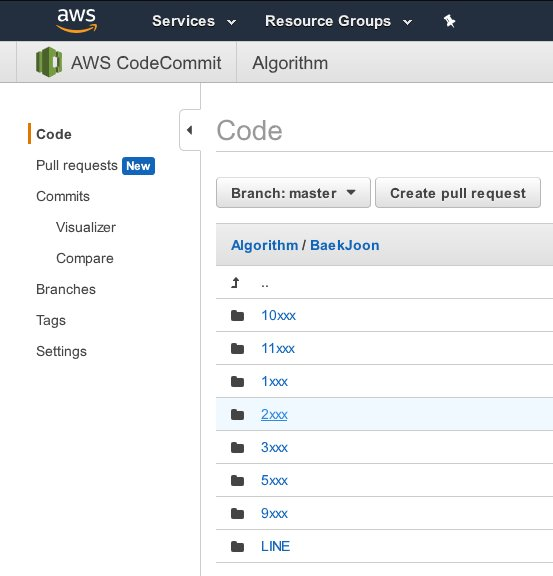 aws Services Resource Groups
AWS CodeCommit Algorithm
Code
Pull requests New
Commits
Visualizer
Compare
Branches
Tags
Settings
Code
Branch: master Create pull request
Algorithm / BaekJoon
..
10xxx
11xxx
1xxx
2xxx
3xxx
5xxx
9xxx
LINE